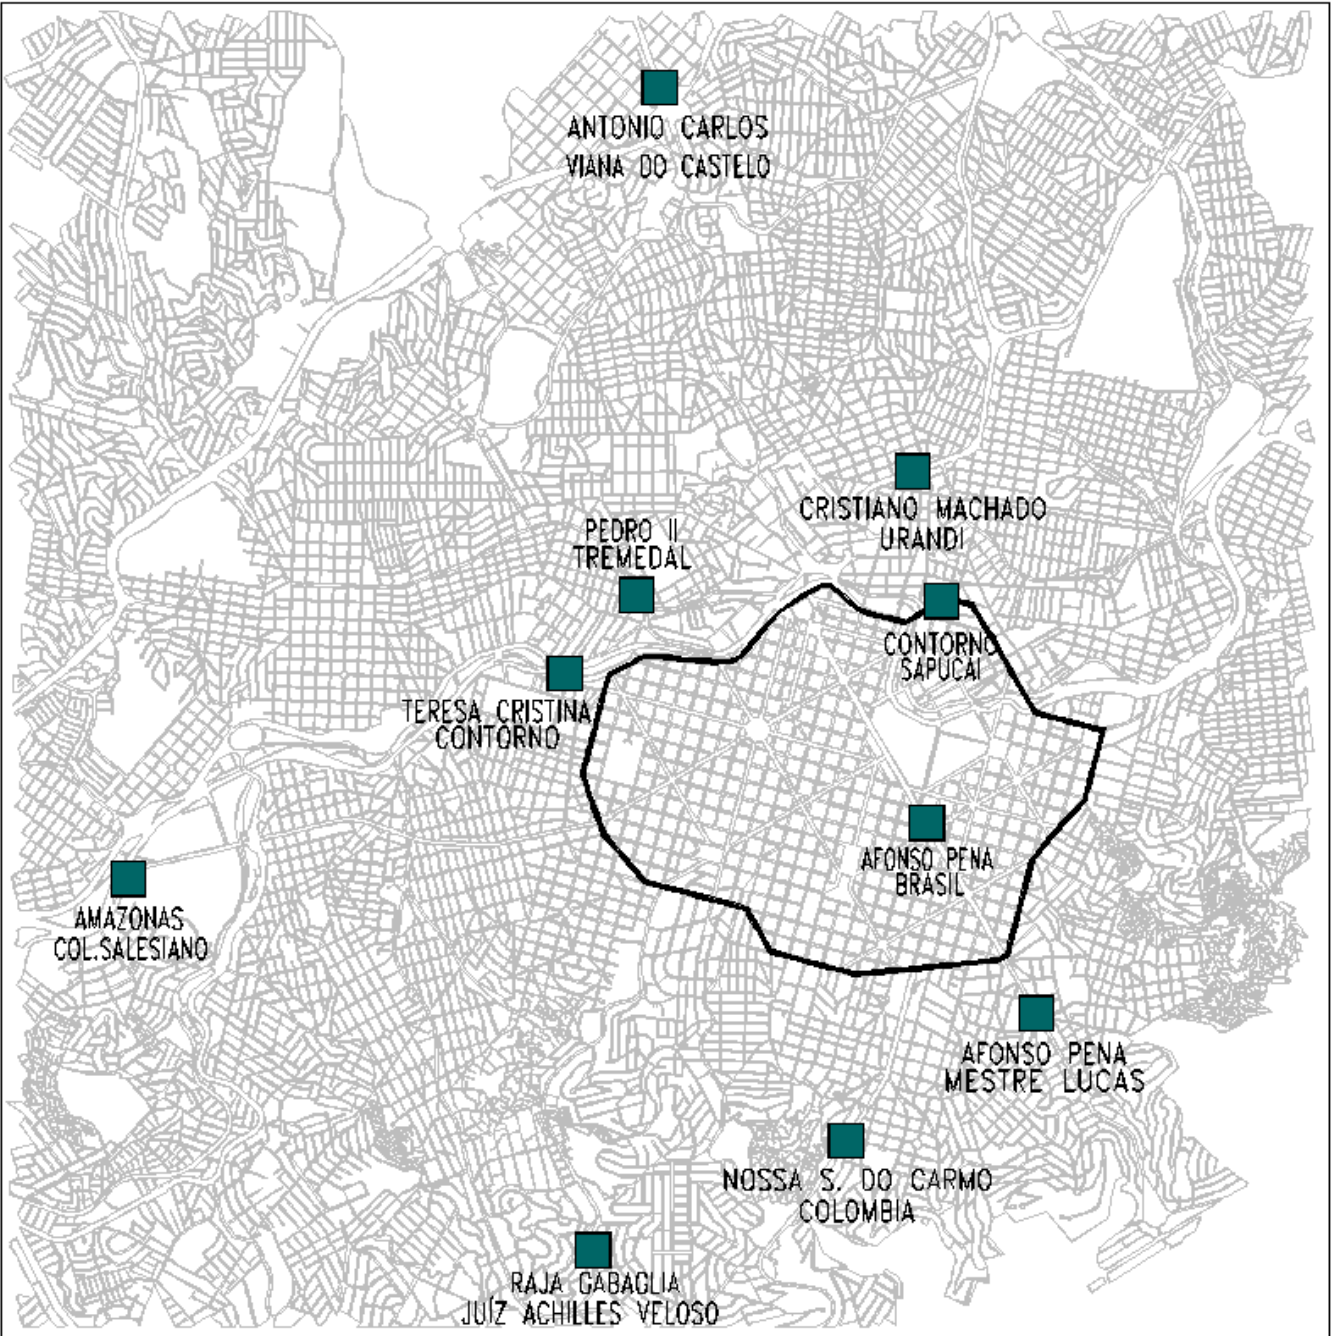 ANTONIO CARLOS
VIANA DO CASTELO
CRISTIANO MACHADO
URANDI
PEDRO II
TREMEDAL
CONTORNO
SAPUCAI
TERESA CRISTINA
CONTORNO
AFONSO PENA
BRASIL
AMAZONAS
COL.SALESIANO
AFONSO PENA
MESTRE LUCAS
NOSSA S. DO CARMO
COLOMBIA
RAJA GABAGLIA
JUÍZ ACHILLES VELOSO